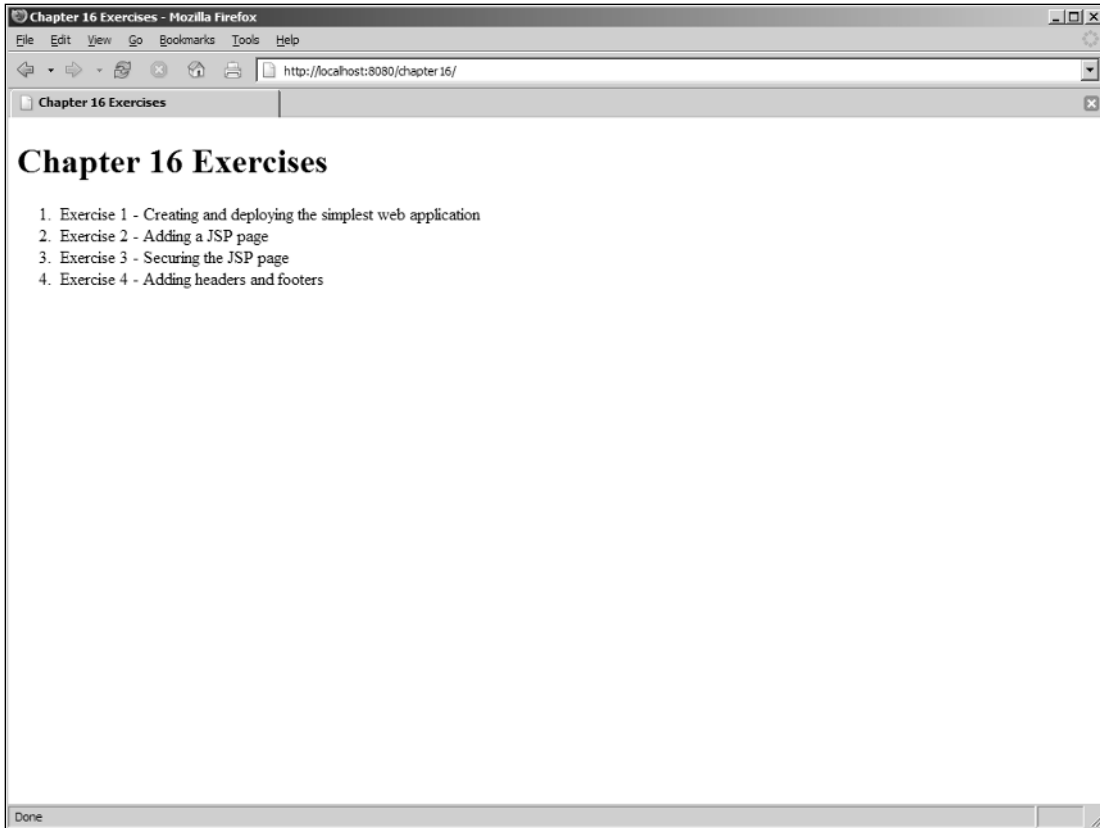 Chapter 16 Exercises - Mozilla Firefox
File Edit View Go Bookmarks Tools Help
http://localhost:8080/chapter16/
Chapter 16 Exercises
Chapter 16 Exercises
1. Exercise 1 - Creating and deploying the simplest web application
2. Exercise 2 - Adding a JSP page
3. Exercise 3 - Securing the JSP page
4. Exercise 4 - Adding headers and footers
Done